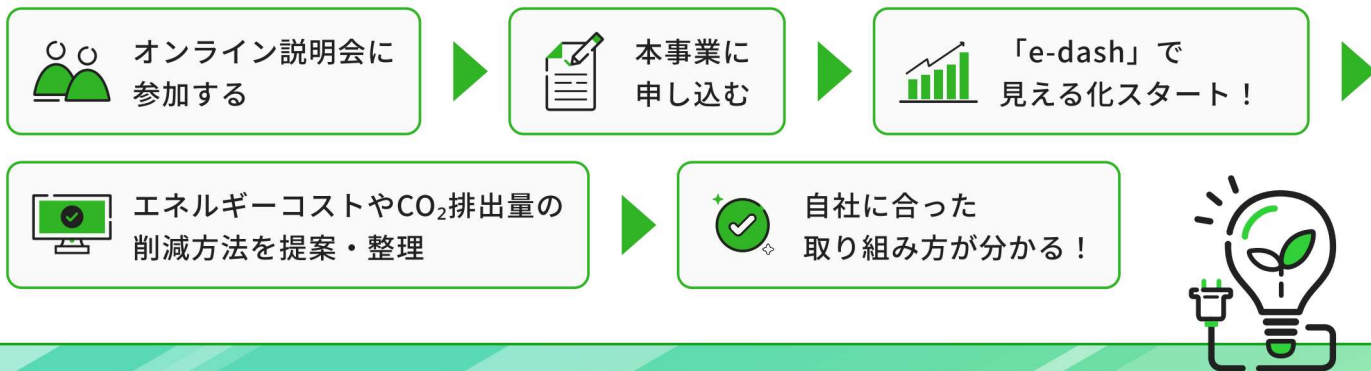 オンライン説明会に
参加する
本事業に
申し込む
「e-dash」で
見える化スタート！
エネルギーコストやCO₂排出量の
削減方法を提案・整理
自社に合った
取り組み方が分かる！